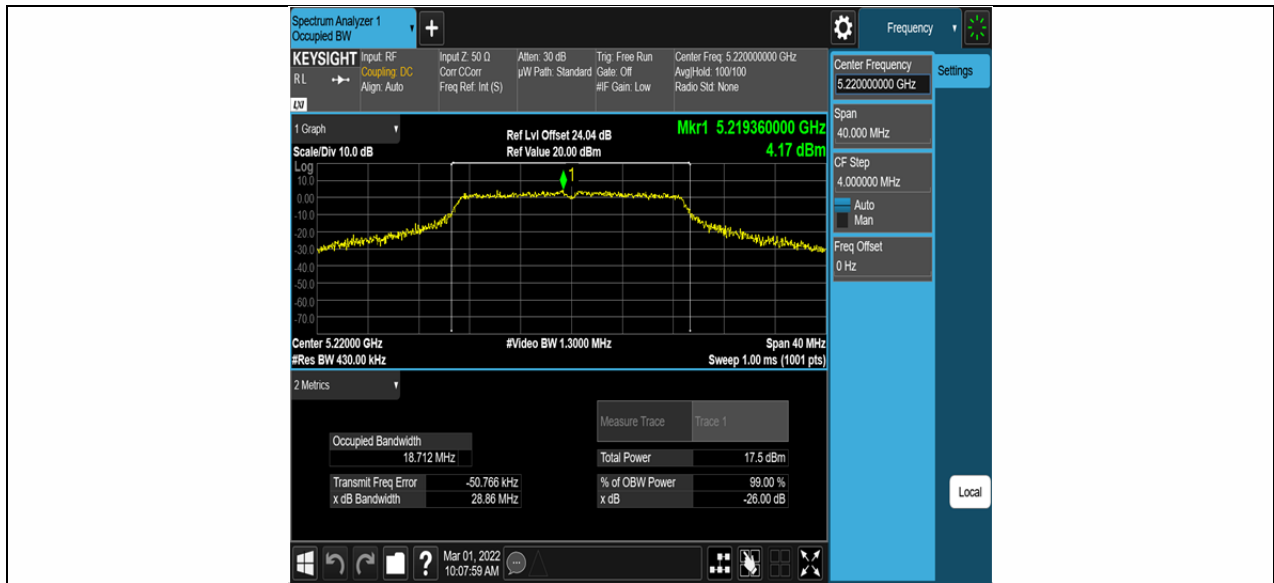 Spectrum Analyzer 1
Occupied BW
+
Frequency
KEYSIGHT
RL
LXI
Input: RF
Coupling: DC
Align: Auto
Input Z: 50 Ω
Corr CCorr
Freq Ref: Int (S)
Atten: 30 dB
µW Path: Standard
Trig: Free Run
Gate: Off
#IF Gain: Low
Center Freq: 5.220000000 GHz
Avg|Hold: 100/100
Radio Std: None
Center Frequency
5.220000000 GHz
Settings
Span
40.000 MHz
CF Step
4.000000 MHz
Auto
Man
Freq Offset
0 Hz
Local
1 Graph
Scale/Div 10.0 dB
Ref Lvl Offset 24.04 dB
Ref Value 20.00 dBm
Mkr1 5.219360000 GHz
4.17 dBm
Log
1
10.0
0.00
-10.0
-20.0
-30.0
-40.0
-50.0
-60.0
-70.0
Center 5.22000 GHz
#Video BW 1.3000 MHz
Span 40 MHz
#Res BW 430.00 kHz
Sweep 1.00 ms (1001 pts)
2 Metrics
Measure Trace Trace 1
Occupied Bandwidth
18.712 MHz
Total Power 17.5 dBm
Transmit Freq Error -50.766 kHz
% of OBW Power 99.00 %
x dB Bandwidth 28.86 MHz
x dB -26.00 dB
?
Mar 01, 2022
10:07:59 AM